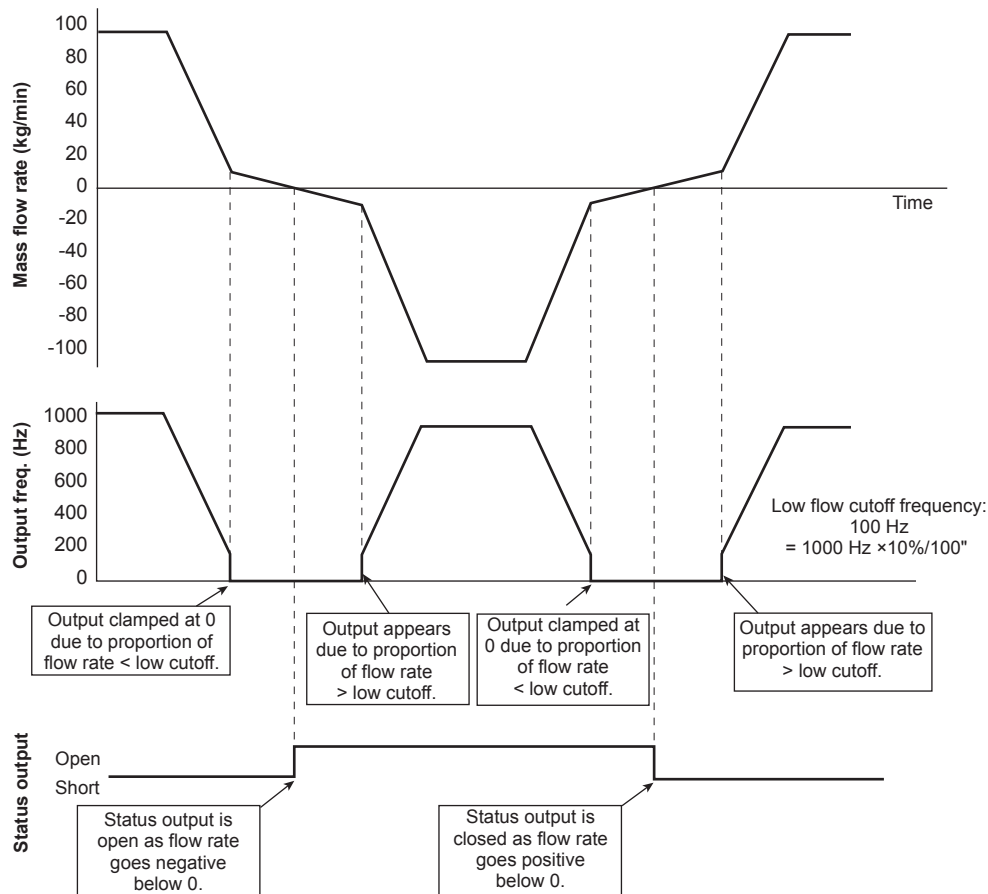 Mass flow rate (kg/min)
100
80
60
40
20
0
-20
-40
-60
-80
-100
Time
Output freq. (Hz)
1000
800
600
400
200
0
Low flow cutoff frequency:
100 Hz
= 1000 Hz ×10%/100"
Output clamped at 0
due to proportion of
flow rate < low cutoff.
Output appears
due to proportion
of flow rate
> low cutoff.
Output clamped at
0 due to proportion
of flow rate
< low cutoff.
Output appears due to
proportion of flow rate
> low cutoff.
Status output
Open
Short
Status output is
open as flow rate
goes negative
below 0.
Status output is
closed as flow rate
goes positive
below 0.